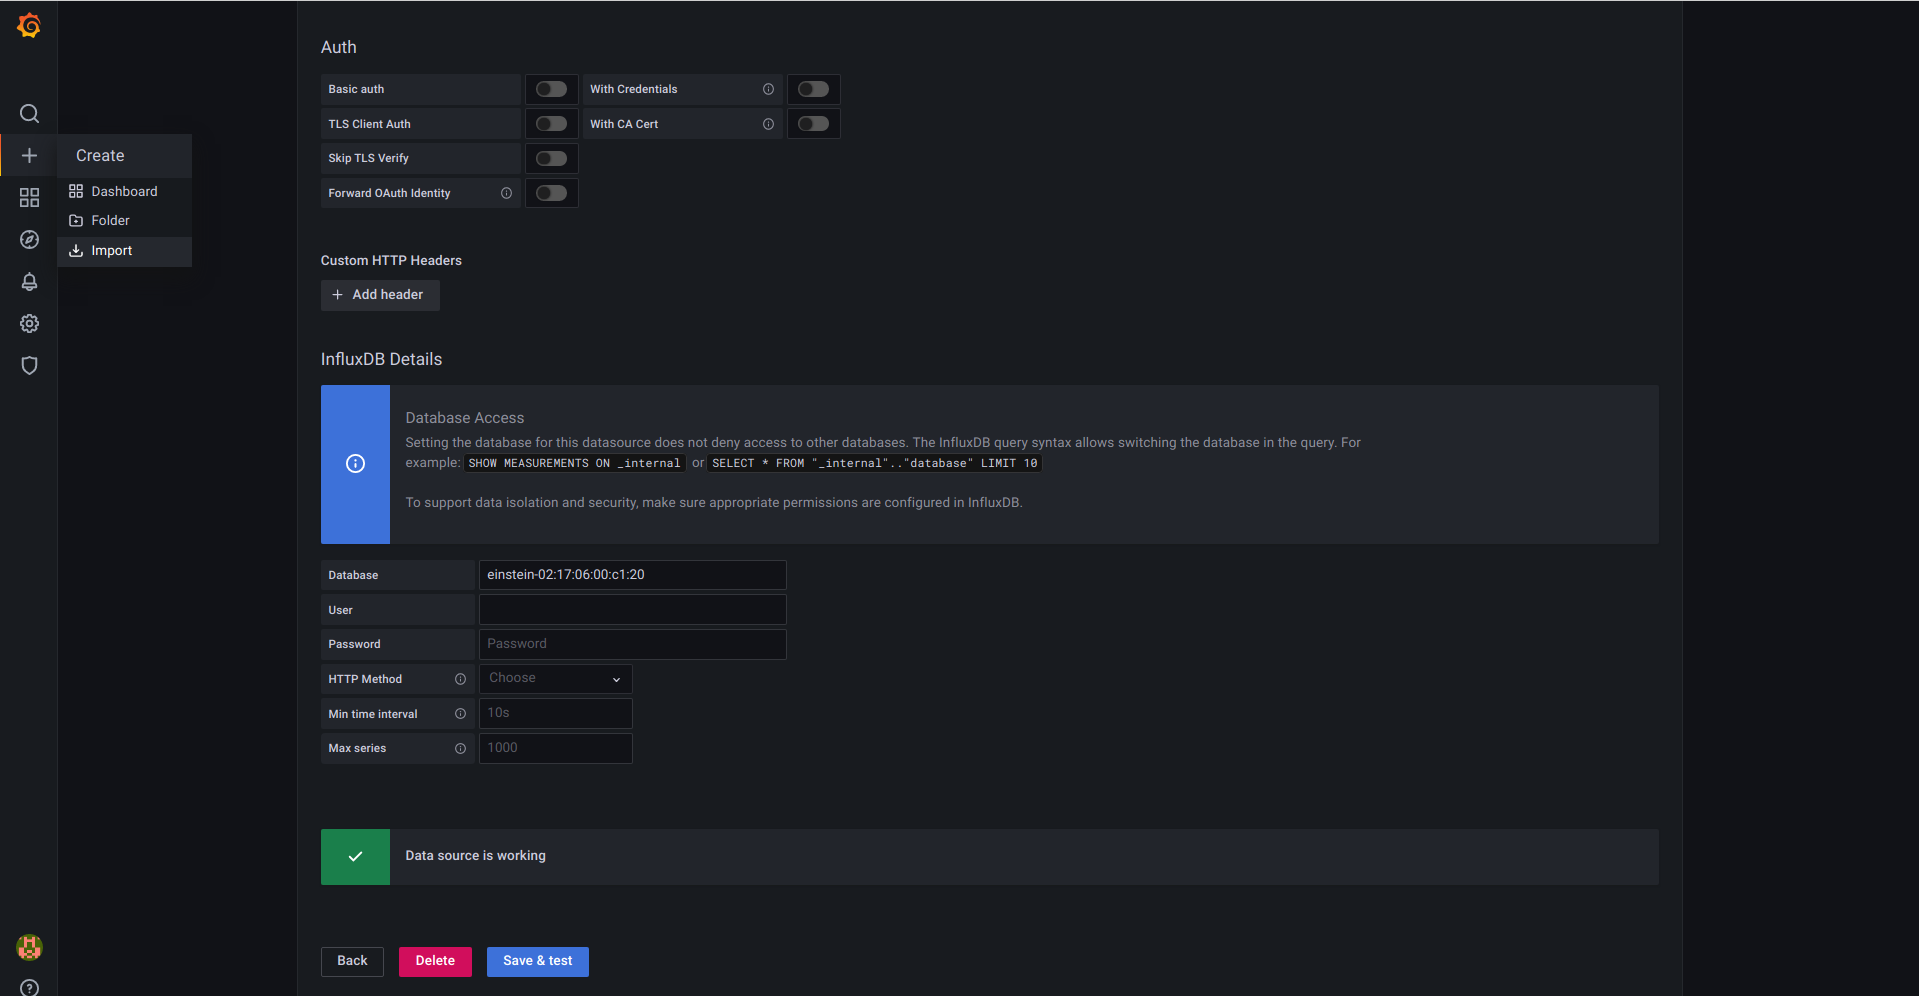 Auth
Basic auth
With Credentials
TLS Client Auth
With CA Cert
Create
Skip TLS Verify
Dashboard
Forward OAuth Identity
Folder
Import
Custom HTTP Headers
Add header
InfluxDB Details
Database Access
Setting the database for this datasource does not deny access to other databases. The InfluxDB query syntax allows switching the database in the query. For
example: SHOW MEASUREMENTS ON _internal or SELECT * FROM "_internal".."database" LIMIT 10
To support data isolation and security, make sure appropriate permissions are configured in InfluxDB.
Database einstein-02:17:06:00:c1:20
User
Password Password
HTTP Method Choose
Min time interval 10s
Max series 1000
Data source is working
Back Delete Save & test